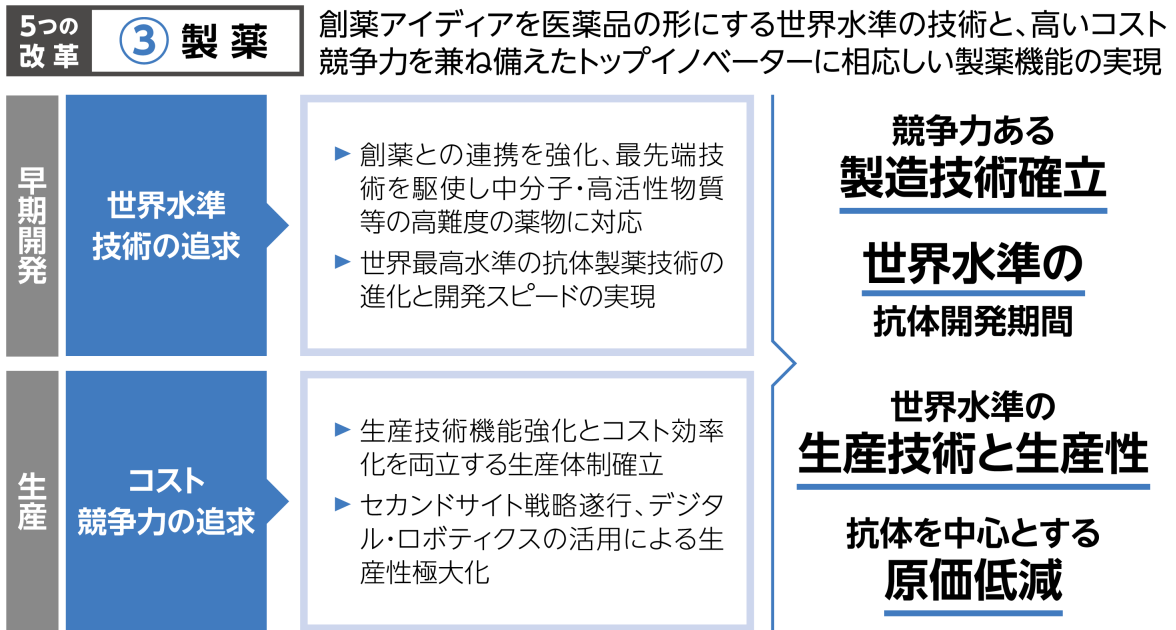 5つの
改革
③ 製薬
創薬アイディアを医薬品の形にする世界水準の技術と、高いコスト
競争力を兼ね備えたトップイノベーターに相応しい製薬機能の実現
早期開発
世界水準
技術の追求
▶ 創薬との連携を強化、最先端技
術を駆使し中分子・高活性物質
等の高難度の薬物に対応
▶ 世界最高水準の抗体製薬技術の
進化と開発スピードの実現
生産
コスト
競争力の追求
▶ 生産技術機能強化とコスト効率
化を両立する生産体制確立
▶ セカンドサイト戦略遂行、デジタ
ル・ロボティクスの活用による生
産性極大化
競争力ある
製造技術確立
世界水準の
抗体開発期間
世界水準の
生産技術と生産性
抗体を中心とする
原価低減